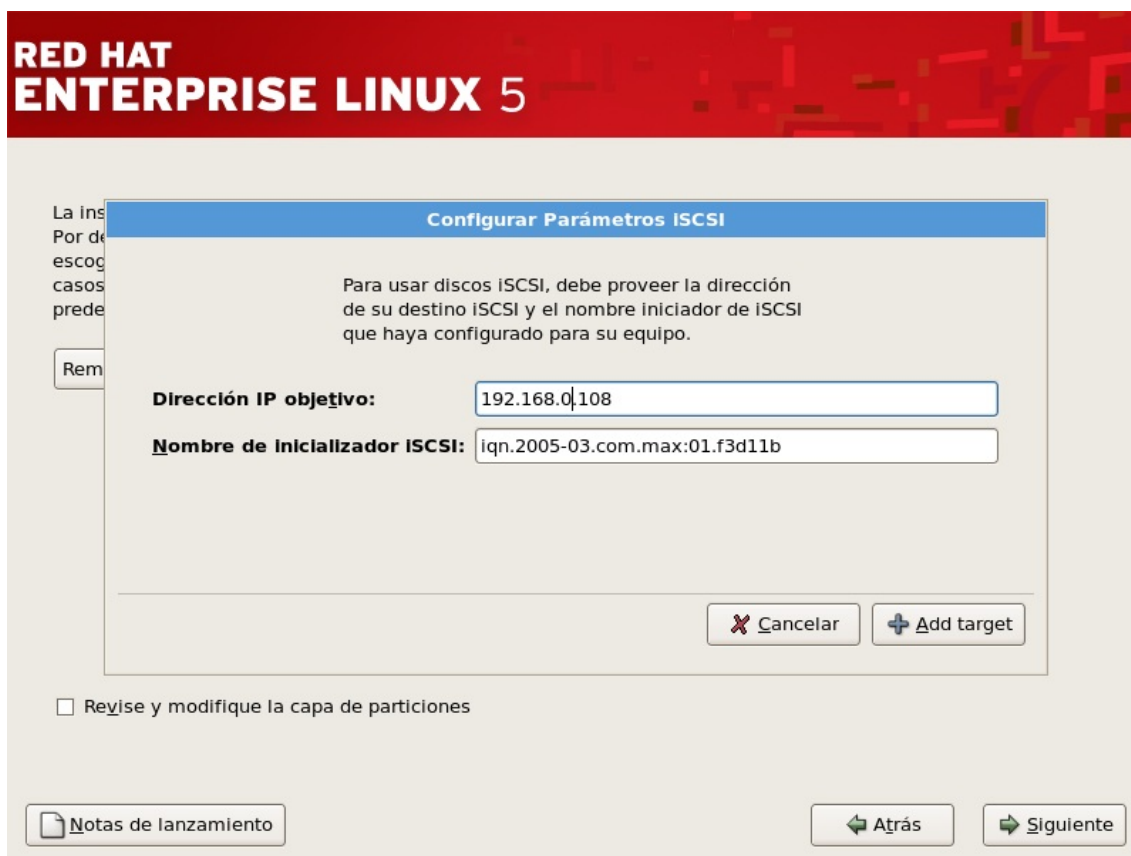 RED HAT
ENTERPRISE LINUX 5
La ins
Por de
escog
casos
prede
Rem
Configurar Parámetros iSCSI
Para usar discos iSCSI, debe proveer la dirección
de su destino iSCSI y el nombre iniciador de iSCSI
que haya configurado para su equipo.
Dirección IP objetivo: 192.168.0.108
Nombre de inicializador iSCSI: iqn.2005-03.com.max:01.f3d11b
Cancelar Add target
Revise y modifique la capa de particiones
Notas de lanzamiento Atrás Siguiente